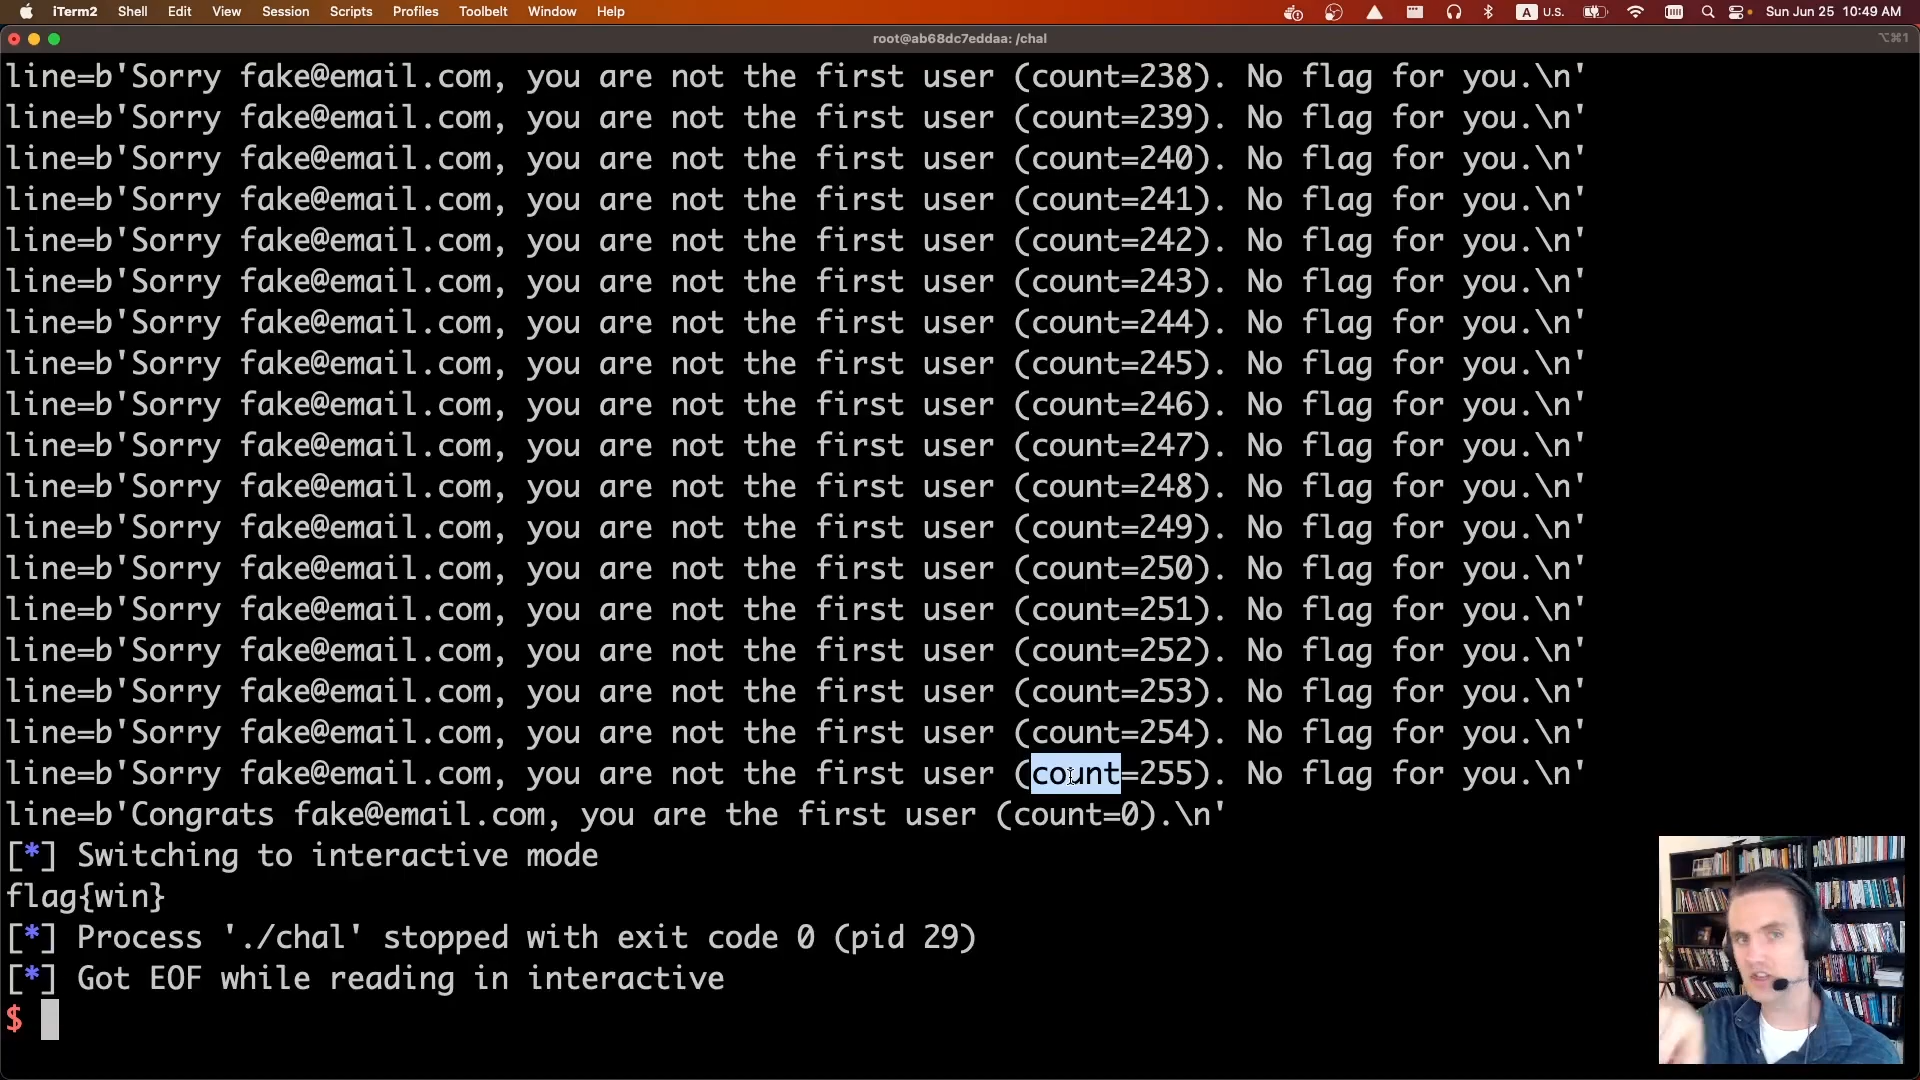 iTerm2 Shell Edit View Session Scripts Profiles Toolbelt Window Help A U.S. Sun Jun 25 10:49 AM
root@ab68dc7eddaa: /chal ⌥⌘1
line=b'Sorry fake@email.com, you are not the first user (count=238). No flag for you.\n'
line=b'Sorry fake@email.com, you are not the first user (count=239). No flag for you.\n'
line=b'Sorry fake@email.com, you are not the first user (count=240). No flag for you.\n'
line=b'Sorry fake@email.com, you are not the first user (count=241). No flag for you.\n'
line=b'Sorry fake@email.com, you are not the first user (count=242). No flag for you.\n'
line=b'Sorry fake@email.com, you are not the first user (count=243). No flag for you.\n'
line=b'Sorry fake@email.com, you are not the first user (count=244). No flag for you.\n'
line=b'Sorry fake@email.com, you are not the first user (count=245). No flag for you.\n'
line=b'Sorry fake@email.com, you are not the first user (count=246). No flag for you.\n'
line=b'Sorry fake@email.com, you are not the first user (count=247). No flag for you.\n'
line=b'Sorry fake@email.com, you are not the first user (count=248). No flag for you.\n'
line=b'Sorry fake@email.com, you are not the first user (count=249). No flag for you.\n'
line=b'Sorry fake@email.com, you are not the first user (count=250). No flag for you.\n'
line=b'Sorry fake@email.com, you are not the first user (count=251). No flag for you.\n'
line=b'Sorry fake@email.com, you are not the first user (count=252). No flag for you.\n'
line=b'Sorry fake@email.com, you are not the first user (count=253). No flag for you.\n'
line=b'Sorry fake@email.com, you are not the first user (count=254). No flag for you.\n'
line=b'Sorry fake@email.com, you are not the first user (count=255). No flag for you.\n'
line=b'Congrats fake@email.com, you are the first user (count=0).\n'
[*] Switching to interactive mode
flag{win}
[*] Process './chal' stopped with exit code 0 (pid 29)
[*] Got EOF while reading in interactive
$